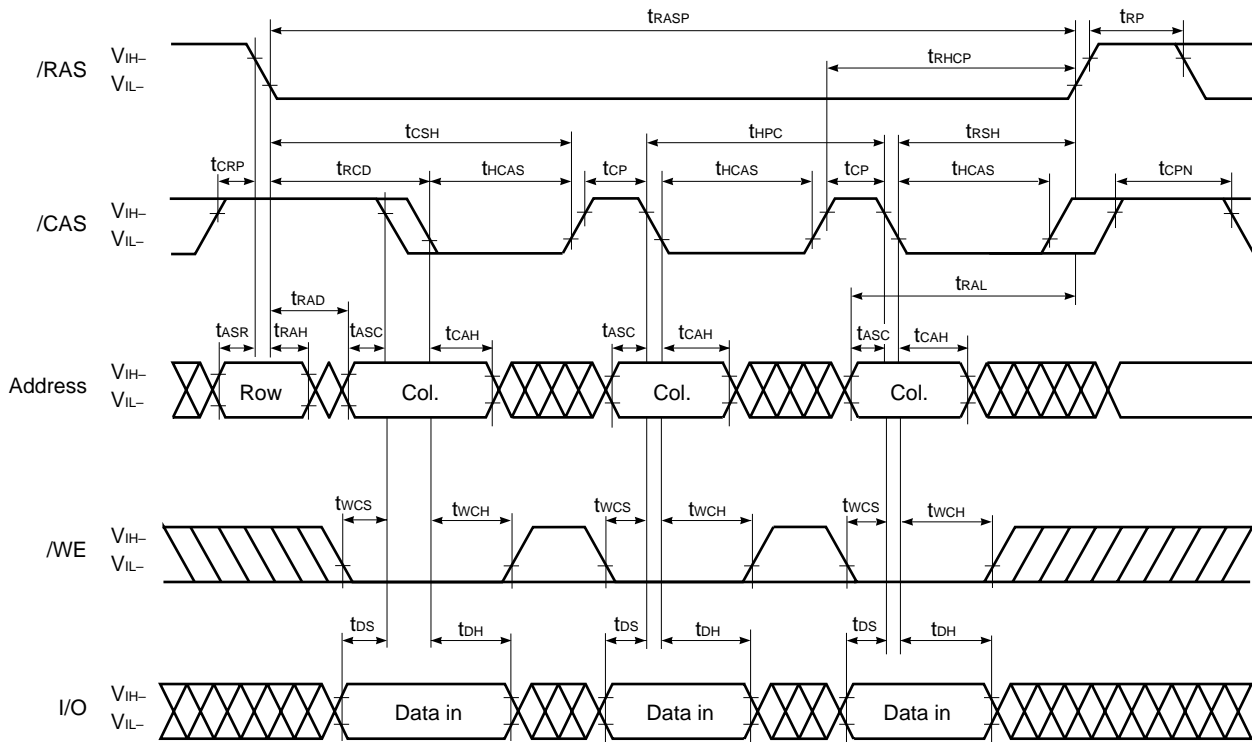 tRASP
tRP
/RAS
VIH–
VIL–
tRHCP
tCSH
tHPC
tRSH
tCRP
tRCD
tHCAS
tCP
tHCAS
tCP
tHCAS
tCPN
/CAS
VIH–
VIL–
tRAD
tRAL
tASR
tRAH
tASC
tCAH
tASC
tCAH
tASC
tCAH
Address
VIH–
VIL–
Row
Col.
Col.
Col.
tWCS
tWCH
tWCS
tWCH
tWCS
tWCH
/WE
VIH–
VIL–
tDS
tDH
tDS
tDH
tDS
tDH
I/O
VIH–
VIL–
Data in
Data in
Data in